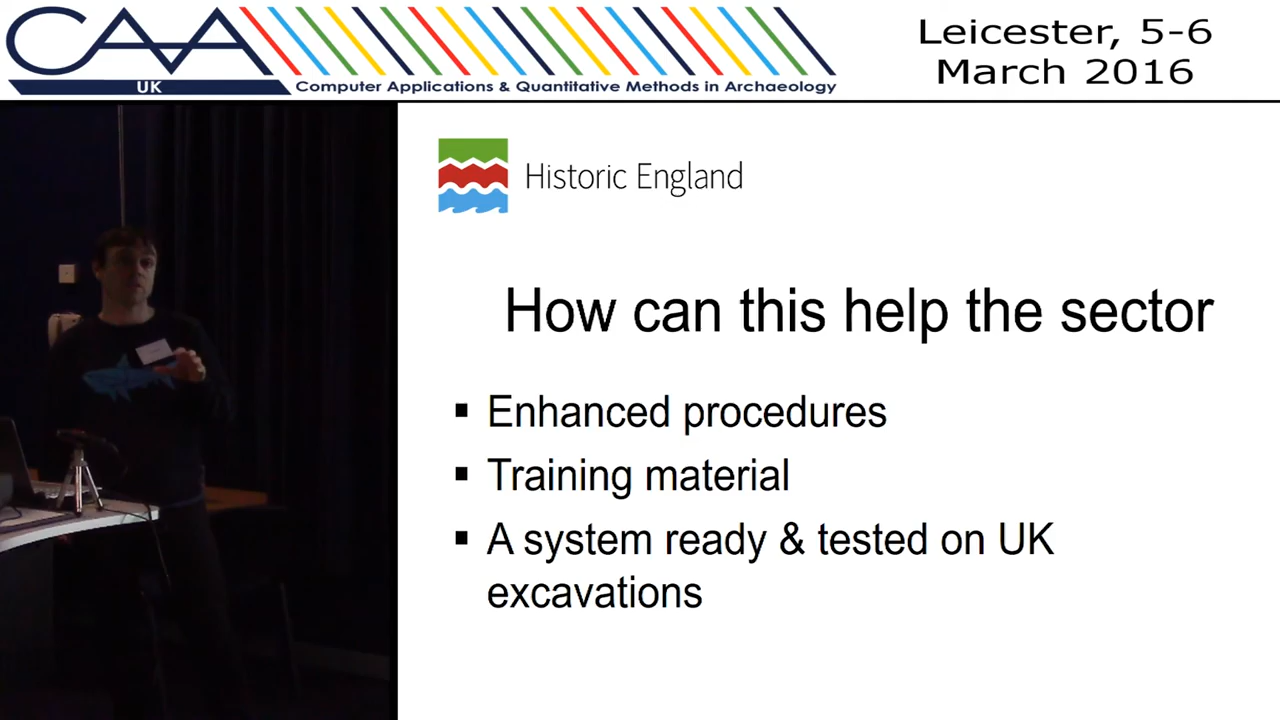 CAA
UK
Computer Applications & Quantitative Methods in Archaeology
Leicester, 5-6
March 2016
Historic England
How can this help the sector
▪ Enhanced procedures
▪ Training material
▪ A system ready & tested on UK
excavations